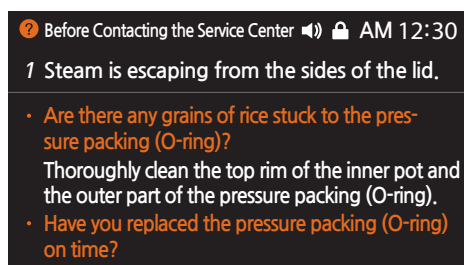 ? Before Contacting the Service Center AM 12:30
1 Steam is escaping from the sides of the lid.
• Are there any grains of rice stuck to the pres-
sure packing (O-ring)?
Thoroughly clean the top rim of the inner pot and
the outer part of the pressure packing (O-ring).
• Have you replaced the pressure packing (O-ring)
on time?